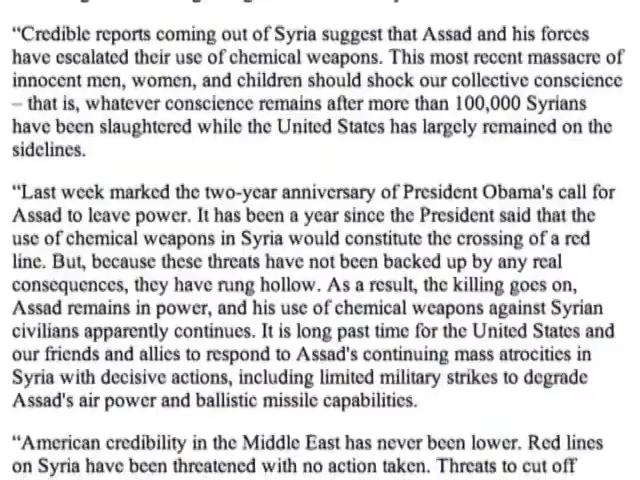 “Credible reports coming out of Syria suggest that Assad and his forces
have escalated their use of chemical weapons. This most recent massacre of
innocent men, women, and children should shock our collective conscience
– that is, whatever conscience remains after more than 100,000 Syrians
have been slaughtered while the United States has largely remained on the
sidelines.
“Last week marked the two-year anniversary of President Obama's call for
Assad to leave power. It has been a year since the President said that the
use of chemical weapons in Syria would constitute the crossing of a red
line. But, because these threats have not been backed up by any real
consequences, they have rung hollow. As a result, the killing goes on,
Assad remains in power, and his use of chemical weapons against Syrian
civilians apparently continues. It is long past time for the United States and
our friends and allies to respond to Assad's continuing mass atrocities in
Syria with decisive actions, including limited military strikes to degrade
Assad's air power and ballistic missile capabilities.
“American credibility in the Middle East has never been lower. Red lines
on Syria have been threatened with no action taken. Threats to cut off